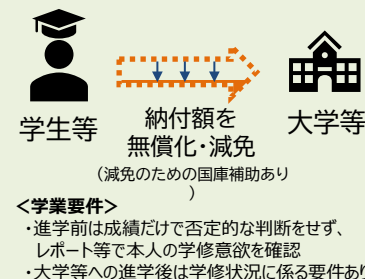 学生等
納付額を
無償化・減免
大学等
（減免のための国庫補助あり
）
＜学業要件＞
・進学前は成績だけで否定的な判断をせず、
レポート等で本人の学修意欲を確認
・大学等への進学後は学修状況に係る要件あり